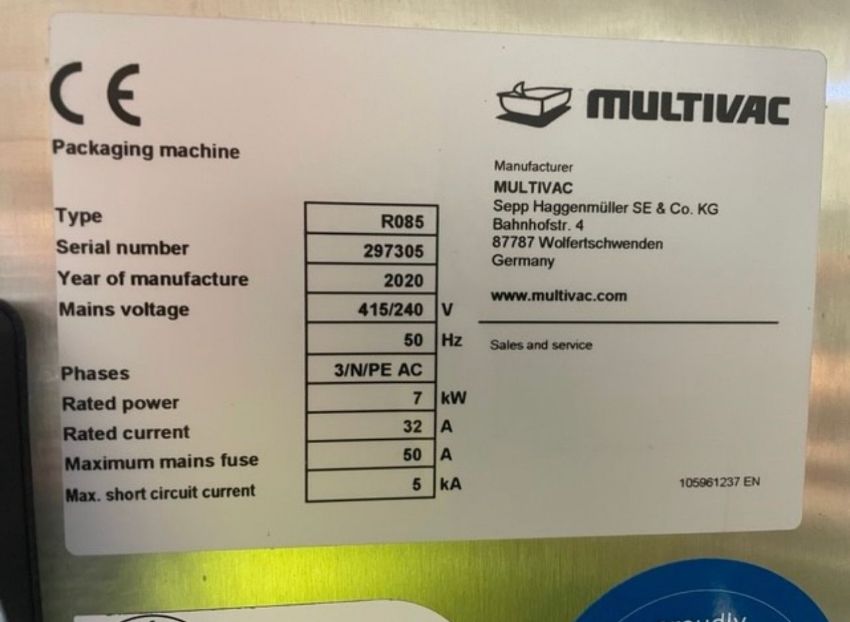 CE
MULTIVAC
Packaging machine
Type R085
Serial number 297305
Year of manufacture 2020
Mains voltage 415/240 V
50 Hz
Phases 3/N/PE AC
Rated power 7 kW
Rated current 32 A
Maximum mains fuse 50 A
Max. short circuit current 5 kA
Manufacturer
MULTIVAC
Sepp Haggenmüller SE & Co. KG
Bahnhofstr. 4
87787 Wolfertschwenden
Germany
www.multivac.com
Sales and service
105961237 EN